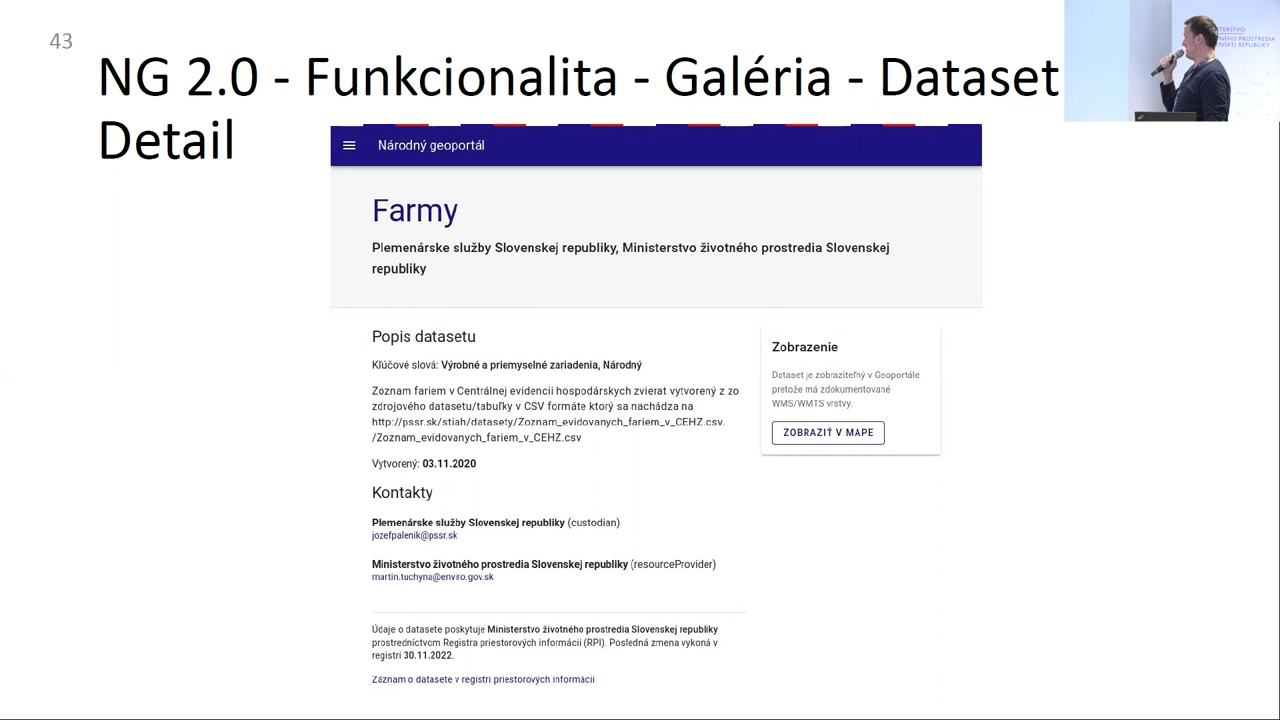 43
NG 2.0 - Funkcionalita - Galéria - Dataset
Detail
Národný geoportál
Farmy
Plemenárske služby Slovenskej republiky, Ministerstvo životného prostredia Slovenskej
republiky
Popis datasetu
Kľúčové slová: Výrobné a priemyselné zariadenia, Národný
Zoznam fariem v Centrálnej evidencii hospodárskych zvierat vytvorený z zo
zdrojového datasetu/tabuľky v CSV formáte ktorý sa nachádza na
http://pssr.sk/stiah/datasety/Zoznam_evidovanych_fariem_v_CEHZ.csv.
/Zoznam_evidovanych_fariem_v_CEHZ.csv
Vytvorený: 03.11.2020
Kontakty
Plemenárske služby Slovenskej republiky (custodian)
jozefpalenik@pssr.sk
Ministerstvo životného prostredia Slovenskej republiky (resourceProvider)
martin.tuchyna@enviro.gov.sk
Údaje o datasete poskytuje Ministerstvo životného prostredia Slovenskej republiky
prostredníctvom Registra priestorových informácií (RPI). Posledná zmena vykoná v
registri 30.11.2022.
Záznam o datasete v registri priestorových informácií
Zobrazenie
Dataset je zobraziteľný v Geoportále
pretože má zdokumentované
WMS/WMTS vrstvy.
ZOBRAZIŤ V MAPE